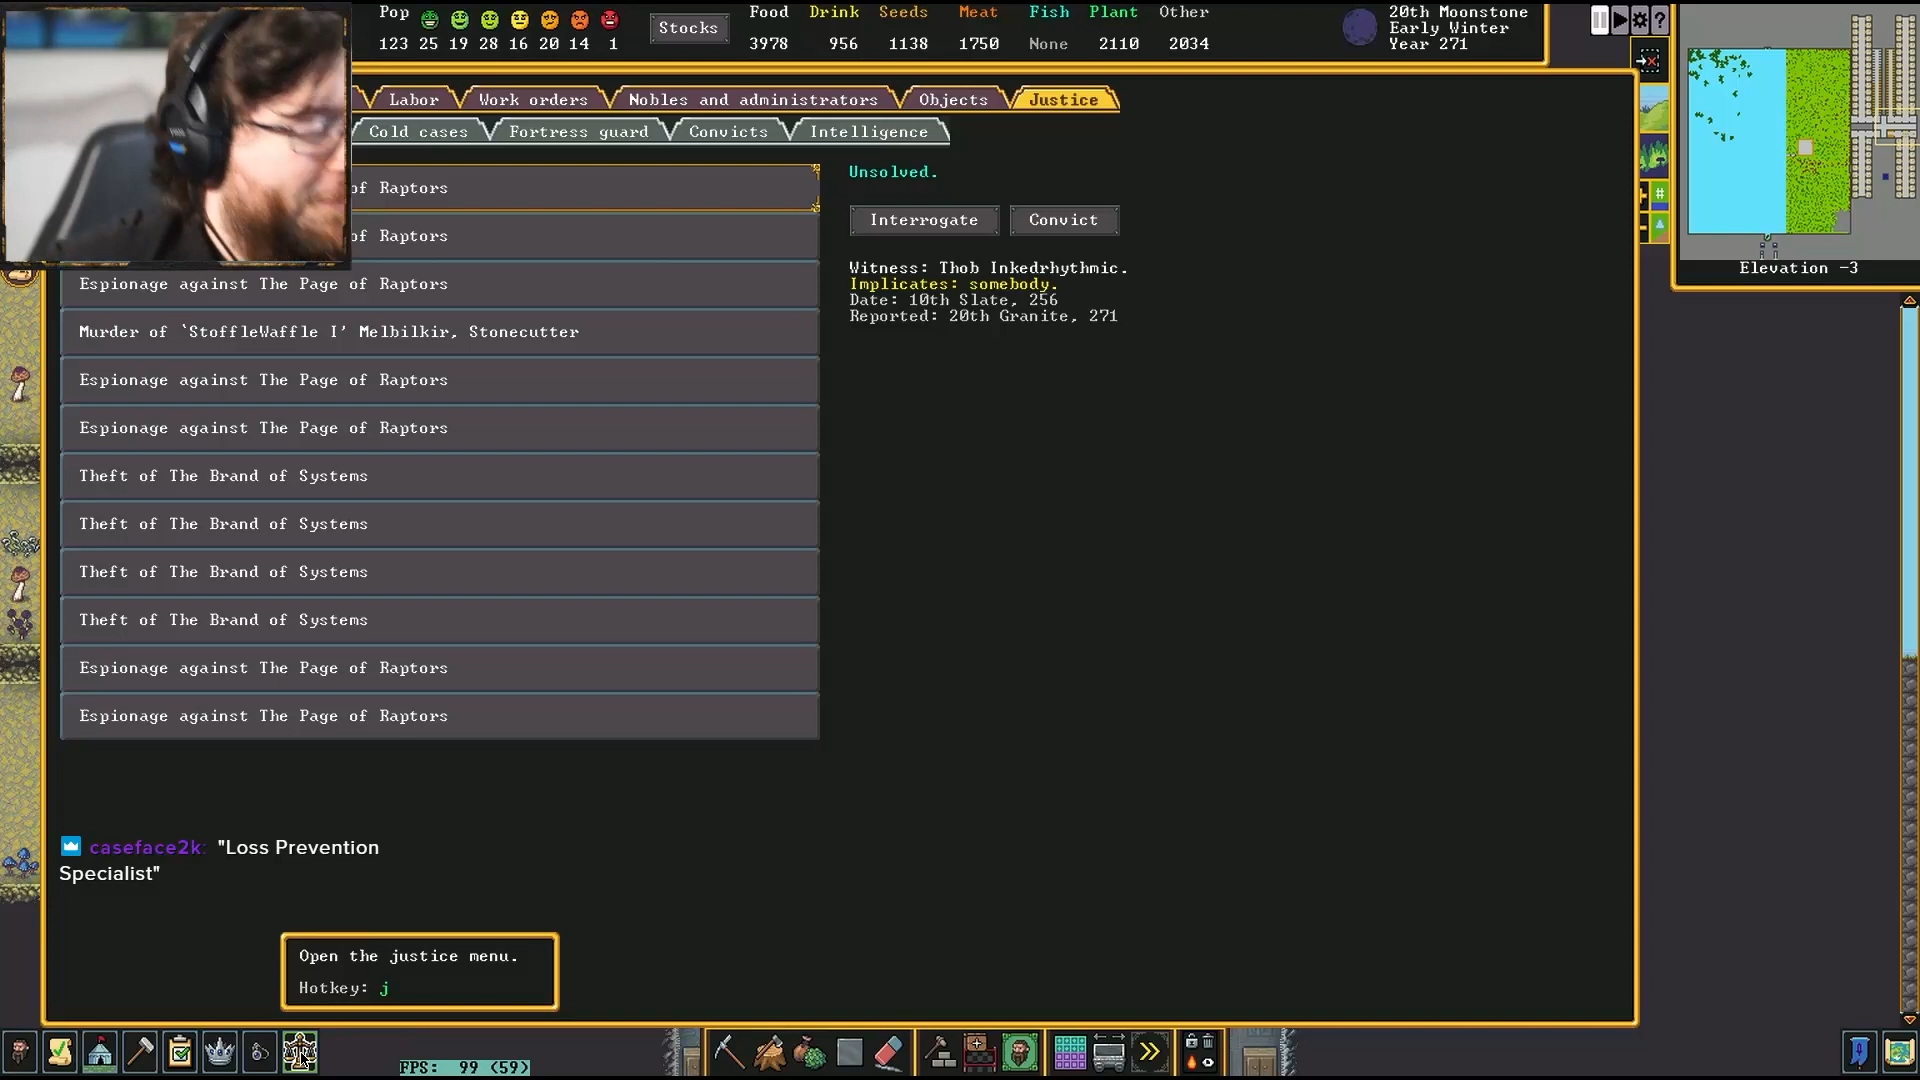 Pop
123 25 19 28 16 20 14 1
Stocks
Food Drink Seeds Meat Fish Plant Other
3978 956 1138 1750 None 2110 2034
20th Moonstone
Early Winter
Year 271
Labor Work orders Nobles and administrators Objects Justice
Cold cases Fortress guard Convicts Intelligence
of Raptors
of Raptors
Espionage against The Page of Raptors
Murder of `StoffleWaffle I' Melbilkir, Stonecutter
Espionage against The Page of Raptors
Espionage against The Page of Raptors
Theft of The Brand of Systems
Theft of The Brand of Systems
Theft of The Brand of Systems
Theft of The Brand of Systems
Espionage against The Page of Raptors
Espionage against The Page of Raptors
Unsolved.
Interrogate Convict
Witness: Thob Inkedrhythmic.
Implicates: somebody.
Date: 10th Slate, 256
Reported: 20th Granite, 271
Elevation -3
caseface2k: "Loss Prevention
Specialist"
Open the justice menu.
Hotkey: j
FPS: 99 (59)